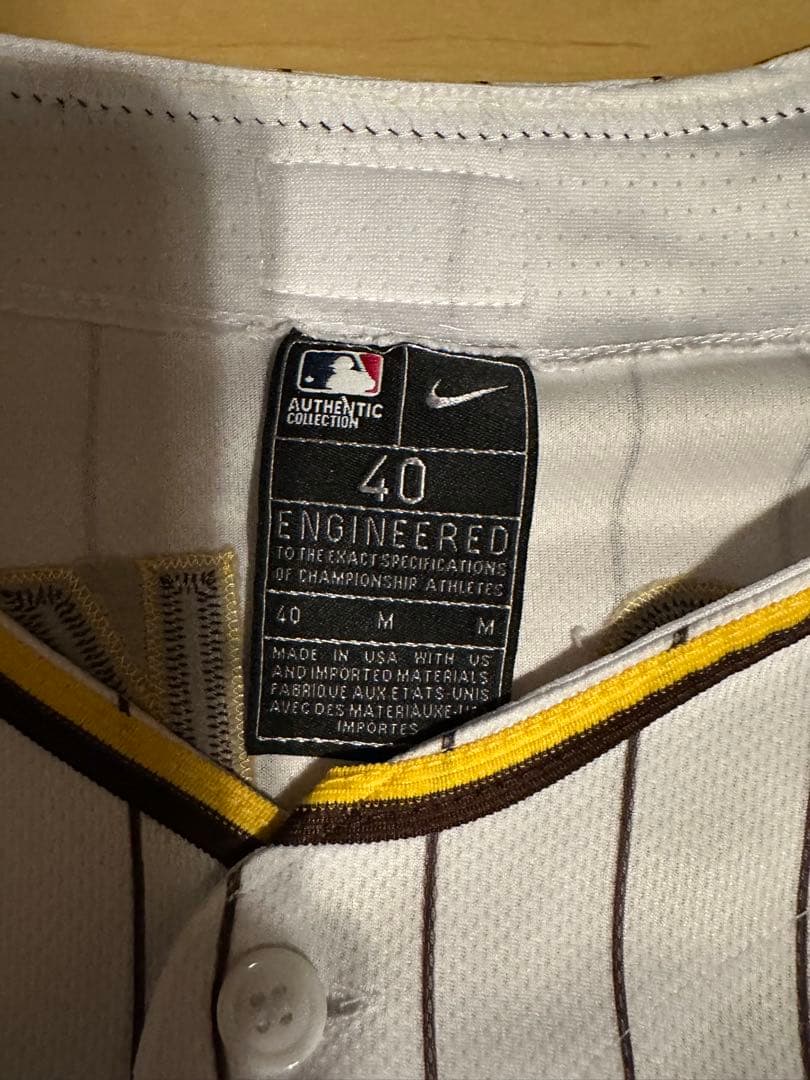 AUTHENTIC
COLLECTION
40
ENGINEERED
TO THE EXACT SPECIFICATIONS
OF CHAMPIONSHIP ATHLETES
40 M M
MADE IN USA WITH US
AND IMPORTED MATERIALS
FABRIQUE AUX ETATS-UNIS
AVEC DES MATERIAUX
IMPORTES